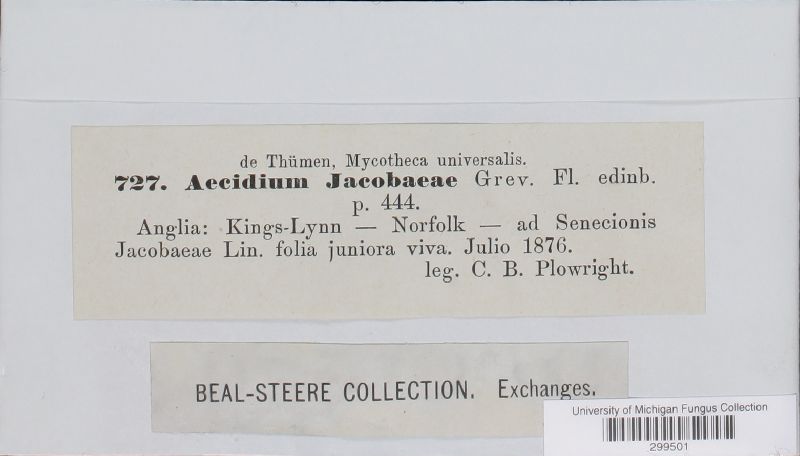 de Thümen, Mycotheca universalis.
727. Aecidium Jacobaeae Grev. Fl. edinb.
p. 444.
Anglia: Kings-Lynn — Norfolk — ad Senecionis
Jacobaeae Lin. folia juniora viva. Julio 1876.
leg. C. B. Plowright.
BEAL-STEERE COLLECTION. Exchanges.
University of Michigan Fungus Collection
299501